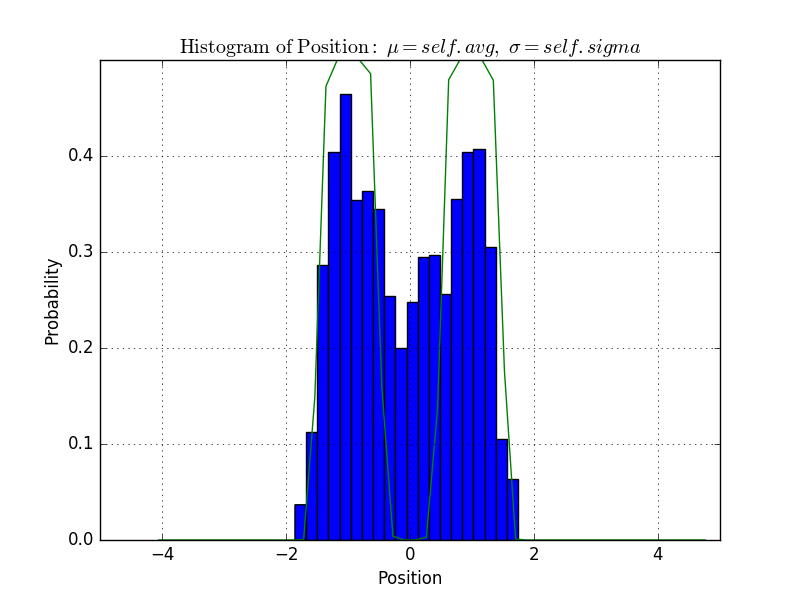 Histogram of Position: μ=self.avg, σ=self.sigma
Probability
0.4
0.3
0.2
0.1
0.0
−4 −2 0 2 4
Position